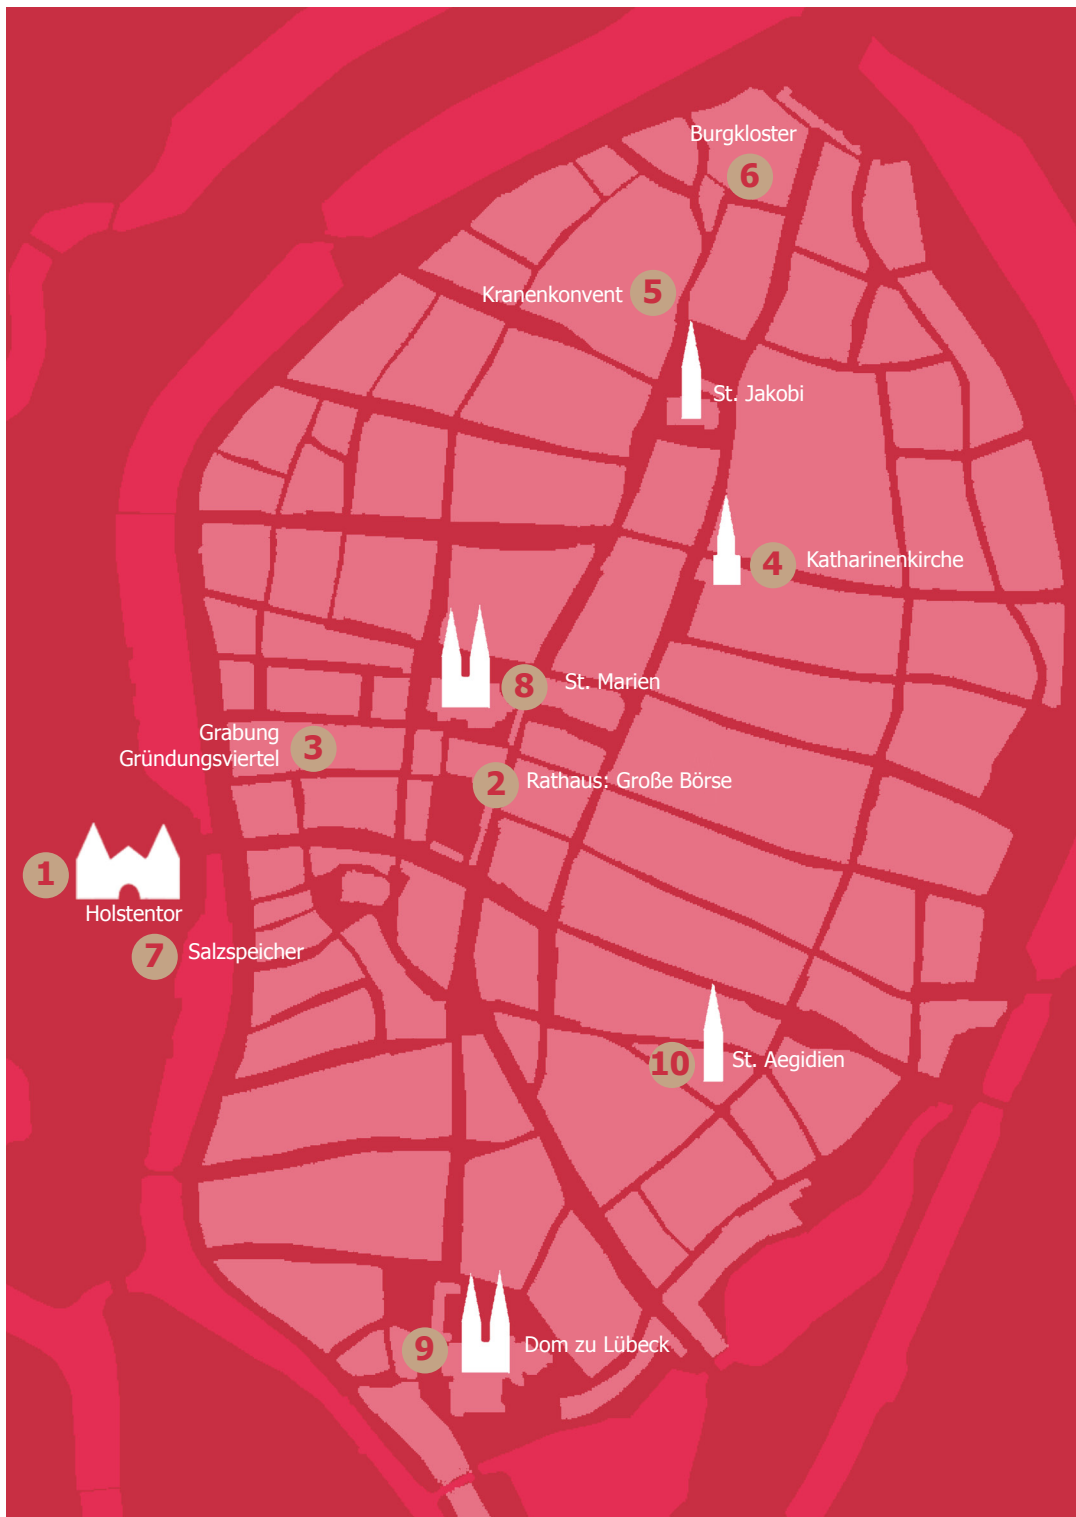 Burgkloster
6
Kranenkonvent 5
St. Jakobi
4 Katharinenkirche
8 St. Marien
Grabung
Gründungsviertel
3
2 Rathaus: Große Börse
1
Holstentor
7 Salzspeicher
10 St. Aegidien
9 Dom zu Lübeck